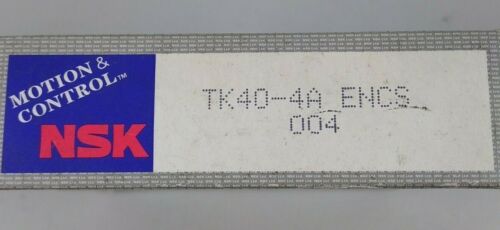 MOTION &
CONTROL™
NSK
TK40-4A ENCS
004